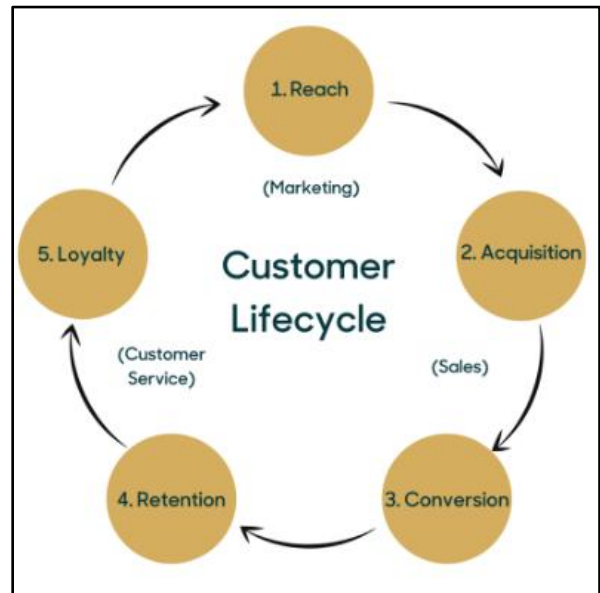 1. Reach
(Marketing)
2. Acquisition
5. Loyalty
Customer
Lifecycle
(Customer
Service)
(Sales)
4. Retention
3. Conversion